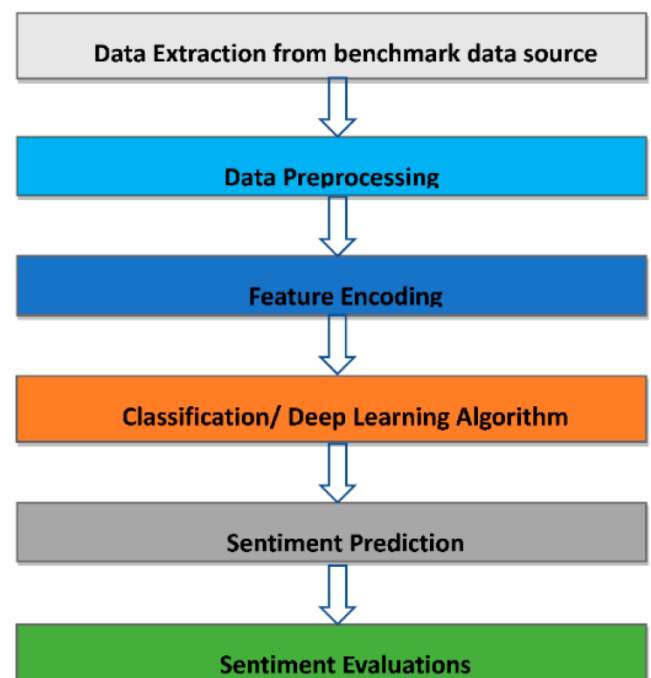 Data Extraction from benchmark data source
Data Preprocessing
Feature Encoding
Classification/ Deep Learning Algorithm
Sentiment Prediction
Sentiment Evaluations